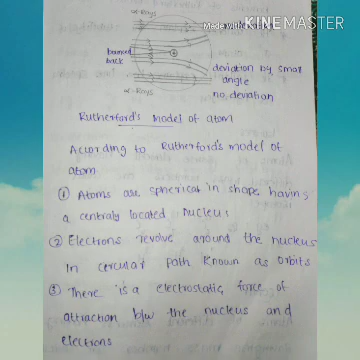 α-Rays
KINEMASTER
bounced
back
deviation by small
angle
no deviation
α-Rays
Rutherford's model of atom
According to Rutherford's model of
atom
① Atoms are spherical in shape having
a centraly located nucleus
② Electrons revolve around the nucleus
In cercular path known as orbits
③ There is a electrostatic force of
attraction b/w the nucleus and
electrons